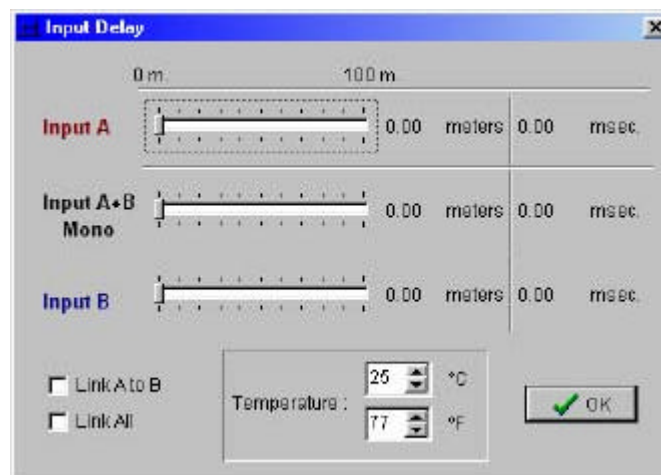 Input Delay
0 m. 100 m
Input A 0.00 meters 0.00 msec.
Input A+B
Mono
0.00 meters 0.00 msec.
Input B 0.00 meters 0.00 msec.
Link A to B
Link All
Temperature :
25 °C
77 °F
OK